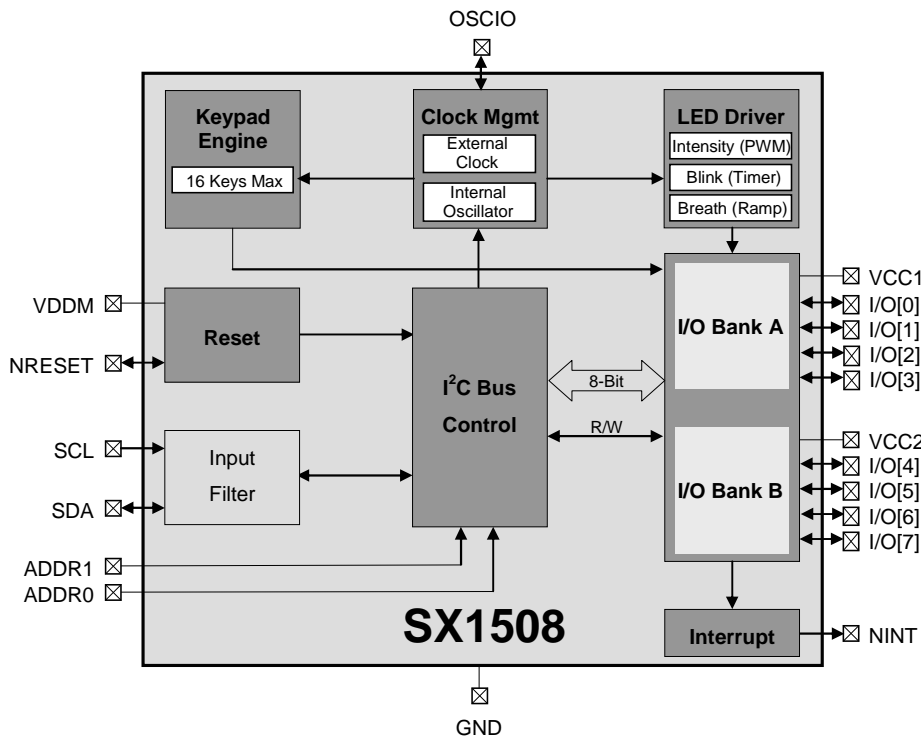 OSCIO
Keypad
Engine
16 Keys Max
Clock Mgmt
External
Clock
Internal
Oscillator
LED Driver
Intensity (PWM)
Blink (Timer)
Breath (Ramp)
VDDM
NRESET
Reset
SCL
SDA
Input
Filter
ADDR1
ADDR0
I²C Bus
Control
8-Bit
R/W
I/O Bank A
I/O Bank B
VCC1
I/O[0]
I/O[1]
I/O[2]
I/O[3]
VCC2
I/O[4]
I/O[5]
I/O[6]
I/O[7]
SX1508
Interrupt
NINT
GND